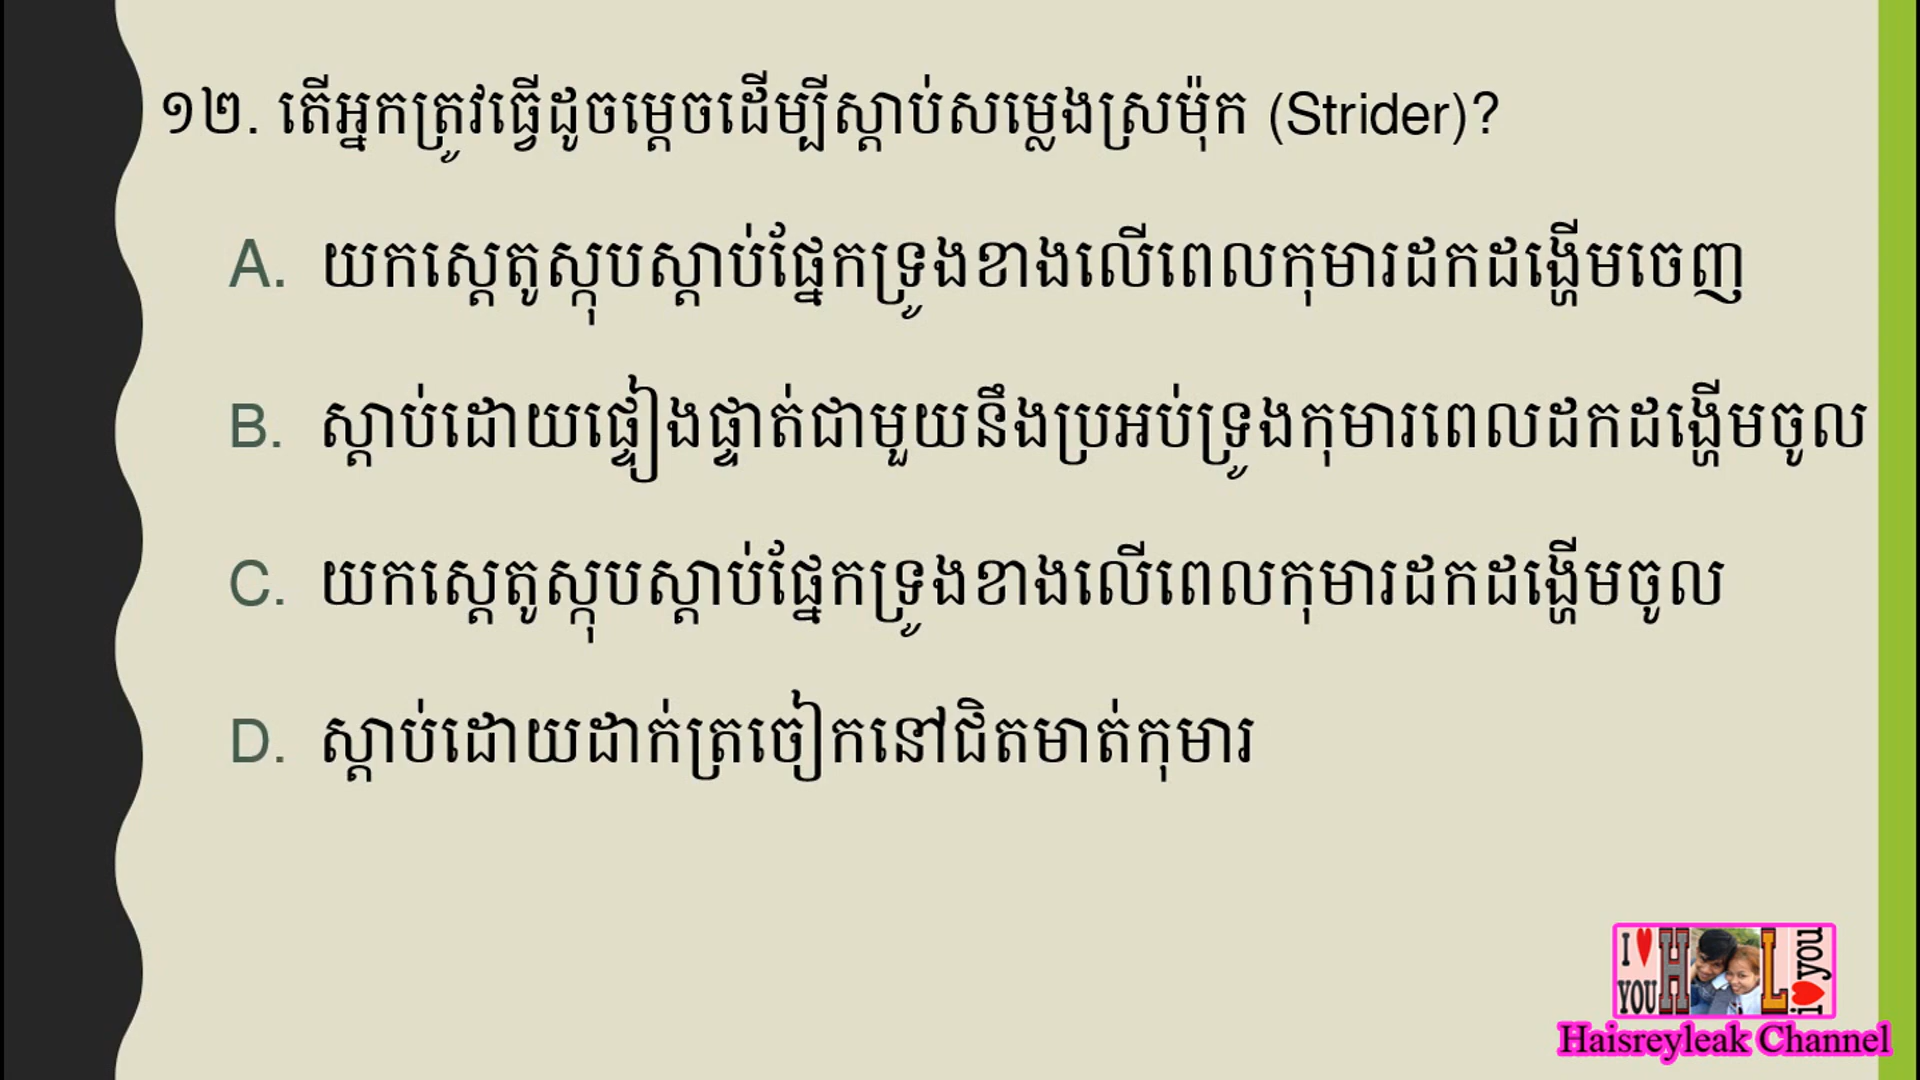 ១២. តើអ្នកត្រូវធ្វើដូចម្តេចដើម្បីស្តាប់សម្លេងស្រម៉ុក (Strider)?
A. យកស្តេតូស្កុបស្តាប់ផ្នែកទ្រូងខាងលើពេលកុមារដកដង្ហើមចេញ
B. ស្តាប់ដោយផ្ទៀងផ្ទាត់ជាមួយនឹងប្រអប់ទ្រូងកុមារពេលដកដង្ហើមចូល
C. យកស្តេតូស្កុបស្តាប់ផ្នែកទ្រូងខាងលើពេលកុមារដកដង្ហើមចូល
D. ស្តាប់ដោយដាក់ត្រចៀកនៅជិតមាត់កុមារ
I ♥ YOU H L i ♥ you
Haisreyleak Channel